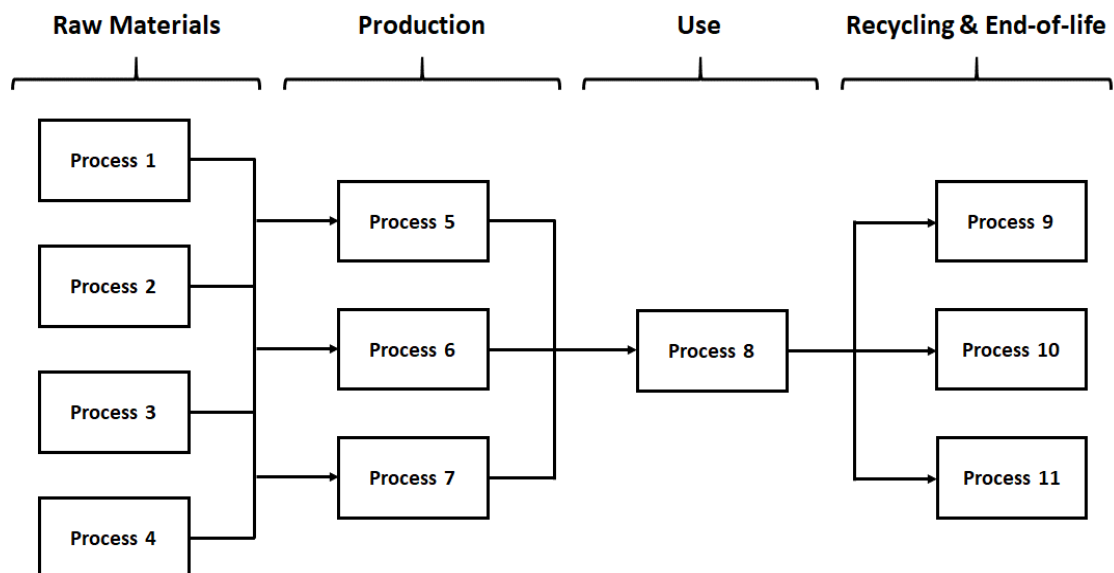 Raw Materials
Production
Use
Recycling & End-of-life
Process 1
Process 2
Process 3
Process 4
Process 5
Process 6
Process 7
Process 8
Process 9
Process 10
Process 11